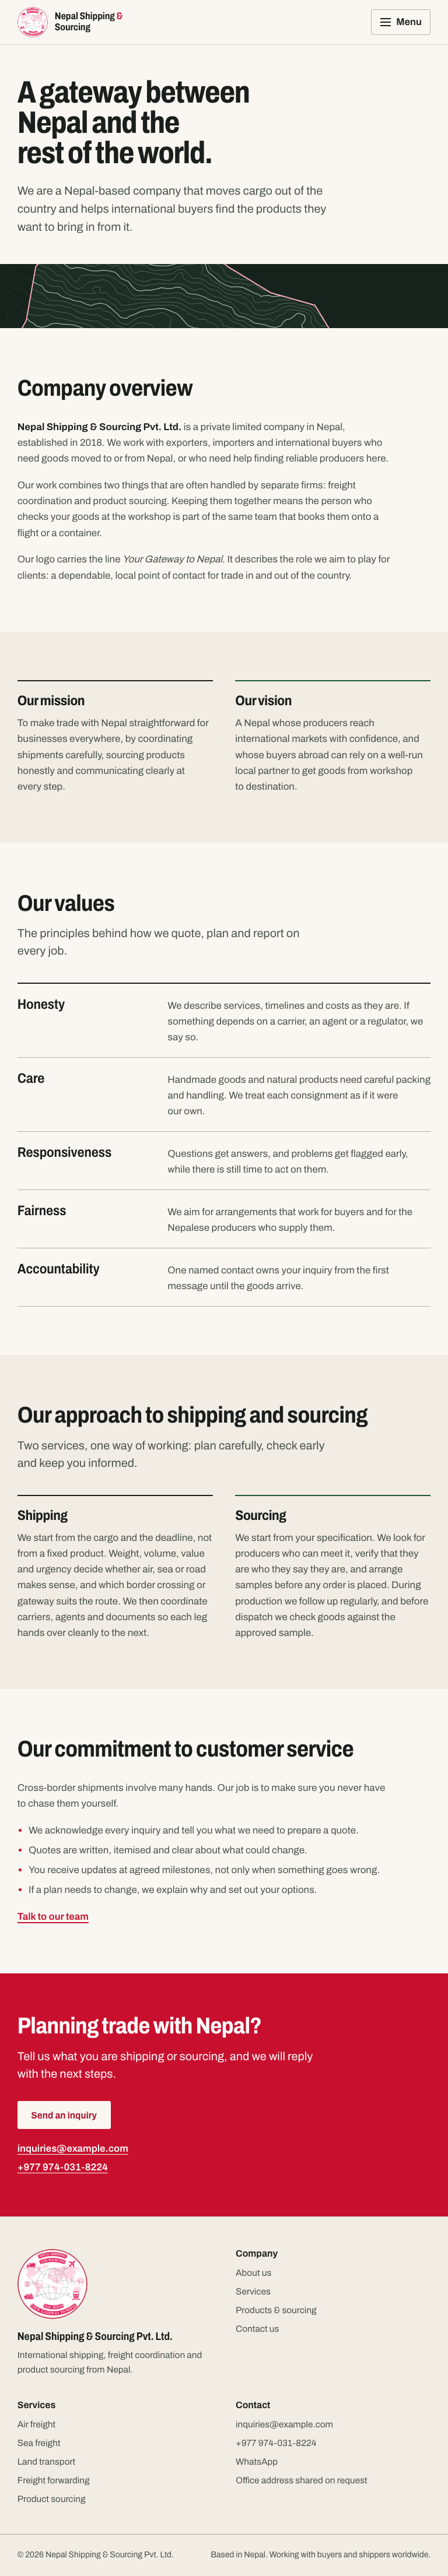 Nepal Shipping &
Sourcing
Menu
A gateway between
Nepal and the
rest of the world.
We are a Nepal-based company that moves cargo out of the
country and helps international buyers find the products they
want to bring in from it.
Company overview
Nepal Shipping & Sourcing Pvt. Ltd. is a private limited company in Nepal,
established in 2018. We work with exporters, importers and international buyers who
need goods moved to or from Nepal, or who need help finding reliable producers here.
Our work combines two things that are often handled by separate firms: freight
coordination and product sourcing. Keeping them together means the person who
checks your goods at the workshop is part of the same team that books them onto a
flight or a container.
Our logo carries the line Your Gateway to Nepal. It describes the role we aim to play for
clients: a dependable, local point of contact for trade in and out of the country.
Our mission
To make trade with Nepal straightforward for
businesses everywhere, by coordinating
shipments carefully, sourcing products
honestly and communicating clearly at
every step.
Our vision
A Nepal whose producers reach
international markets with confidence, and
whose buyers abroad can rely on a well-run
local partner to get goods from workshop
to destination.
Our values
The principles behind how we quote, plan and report on
every job.
Honesty
We describe services, timelines and costs as they are. If
something depends on a carrier, an agent or a regulator, we
say so.
Care
Handmade goods and natural products need careful packing
and handling. We treat each consignment as if it were
our own.
Responsiveness
Questions get answers, and problems get flagged early,
while there is still time to act on them.
Fairness
We aim for arrangements that work for buyers and for the
Nepalese producers who supply them.
Accountability
One named contact owns your inquiry from the first
message until the goods arrive.
Our approach to shipping and sourcing
Two services, one way of working: plan carefully, check early
and keep you informed.
Shipping
We start from the cargo and the deadline, not
from a fixed product. Weight, volume, value
and urgency decide whether air, sea or road
makes sense, and which border crossing or
gateway suits the route. We then coordinate
carriers, agents and documents so each leg
hands over cleanly to the next.
Sourcing
We start from your specification. We look for
producers who can meet it, verify that they
are who they say they are, and arrange
samples before any order is placed. During
production we follow up regularly, and before
dispatch we check goods against the
approved sample.
Our commitment to customer service
Cross-border shipments involve many hands. Our job is to make sure you never have
to chase them yourself.
• We acknowledge every inquiry and tell you what we need to prepare a quote.
• Quotes are written, itemised and clear about what could change.
• You receive updates at agreed milestones, not only when something goes wrong.
• If a plan needs to change, we explain why and set out your options.
Talk to our team
Planning trade with Nepal?
Tell us what you are shipping or sourcing, and we will reply
with the next steps.
Send an inquiry
inquiries@example.com
+977 974-031-8224
Nepal Shipping & Sourcing Pvt. Ltd.
International shipping, freight coordination and
product sourcing from Nepal.
Company
About us
Services
Products & sourcing
Contact us
Services
Air freight
Sea freight
Land transport
Freight forwarding
Product sourcing
Contact
inquiries@example.com
+977 974-031-8224
WhatsApp
Office address shared on request
© 2026 Nepal Shipping & Sourcing Pvt. Ltd.
Based in Nepal. Working with buyers and shippers worldwide.